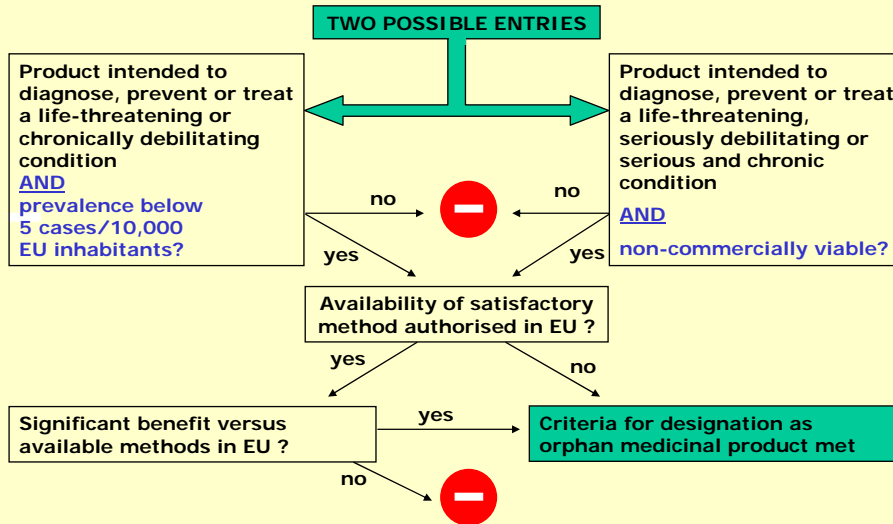 TWO POSSIBLE ENTRIES
Product intended to
diagnose, prevent or treat
a life-threatening or
chronically debilitating
condition
AND
prevalence below
5 cases/10,000
EU inhabitants?
Product intended to
diagnose, prevent or treat
a life-threatening,
seriously debilitating or
serious and chronic
condition
AND
non-commercially viable?
no
no
yes
yes
Availability of satisfactory
method authorised in EU ?
yes
no
Significant benefit versus
available methods in EU ?
yes
Criteria for designation as
orphan medicinal product met
no